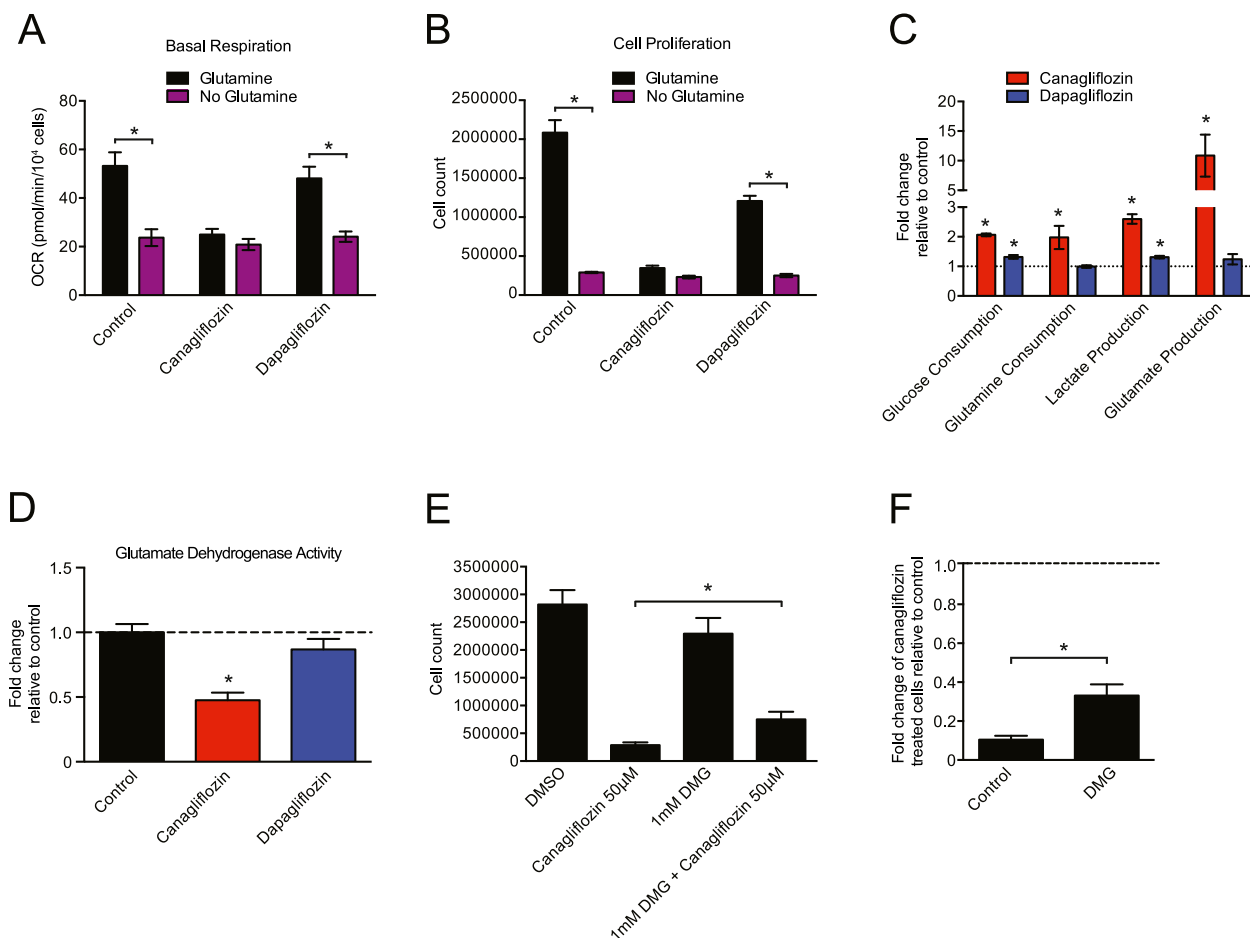 A
Basal Respiration
Glutamine
No Glutamine
80
60
40
20
0
OCR (pmol/min/10⁴ cells)
*
*
Control
Canagliflozin
Dapagliflozin
B
Cell Proliferation
Glutamine
No Glutamine
2500000
2000000
1500000
1000000
500000
0
Cell count
*
*
Control
Canagliflozin
Dapagliflozin
C
Canagliflozin
Dapagliflozin
20
15
10
5
3
2
1
0
Fold change
relative to control
*
*
*
*
*
*
Glucose Consumption
Glutamine Consumption
Lactate Production
Glutamate Production
D
Glutamate Dehydrogenase Activity
1.5
1.0
0.5
0
Fold change
relative to control
*
Control
Canagliflozin
Dapagliflozin
E
3500000
3000000
2500000
2000000
1500000
1000000
500000
0
Cell count
*
DMSO
Canagliflozin 50µM
1mM DMG
1mM DMG + Canagliflozin 50µM
F
1.0
0.8
0.6
0.4
0.2
0
Fold change of canagliflozin
treated cells relative to control
*
Control
DMG